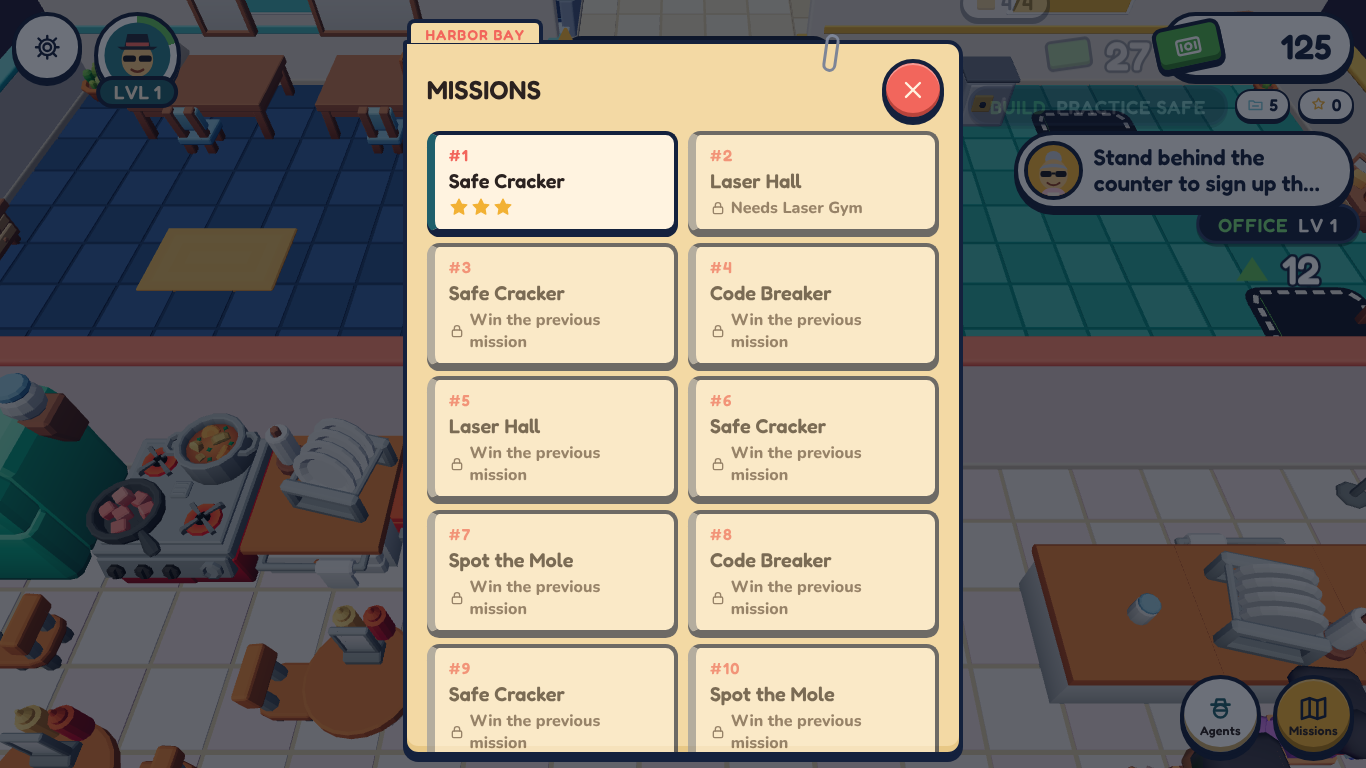 HARBOR BAY
MISSIONS
#1
Safe Cracker
#2
Laser Hall
Needs Laser Gym
#3
Safe Cracker
Win the previous
mission
#4
Code Breaker
Win the previous
mission
#5
Laser Hall
Win the previous
mission
#6
Safe Cracker
Win the previous
mission
#7
Spot the Mole
Win the previous
mission
#8
Code Breaker
Win the previous
mission
#9
Safe Cracker
Win the previous
mission
#10
Spot the Mole
Win the previous
mission
LVL 1
4/4
27
125
BUILD PRACTICE SAFE
5
0
Stand behind the
counter to sign up th...
OFFICE LV 1
12
Agents
Missions